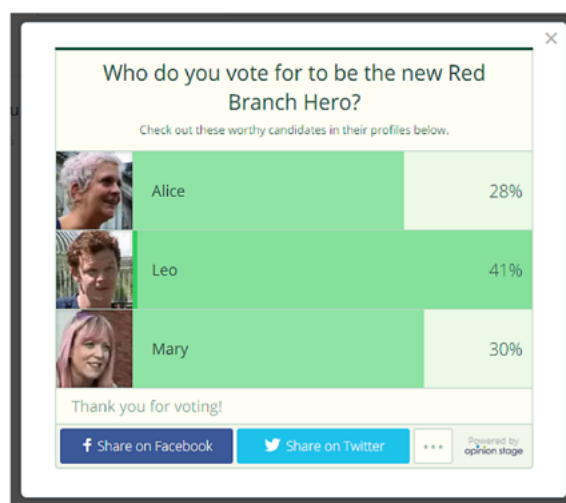 Who do you vote for to be the new Red
Branch Hero?
Check out these worthy candidates in their profiles below.
Alice 28%
Leo 41%
Mary 30%
Thank you for voting!
Share on Facebook Share on Twitter Powered by
opinion stage